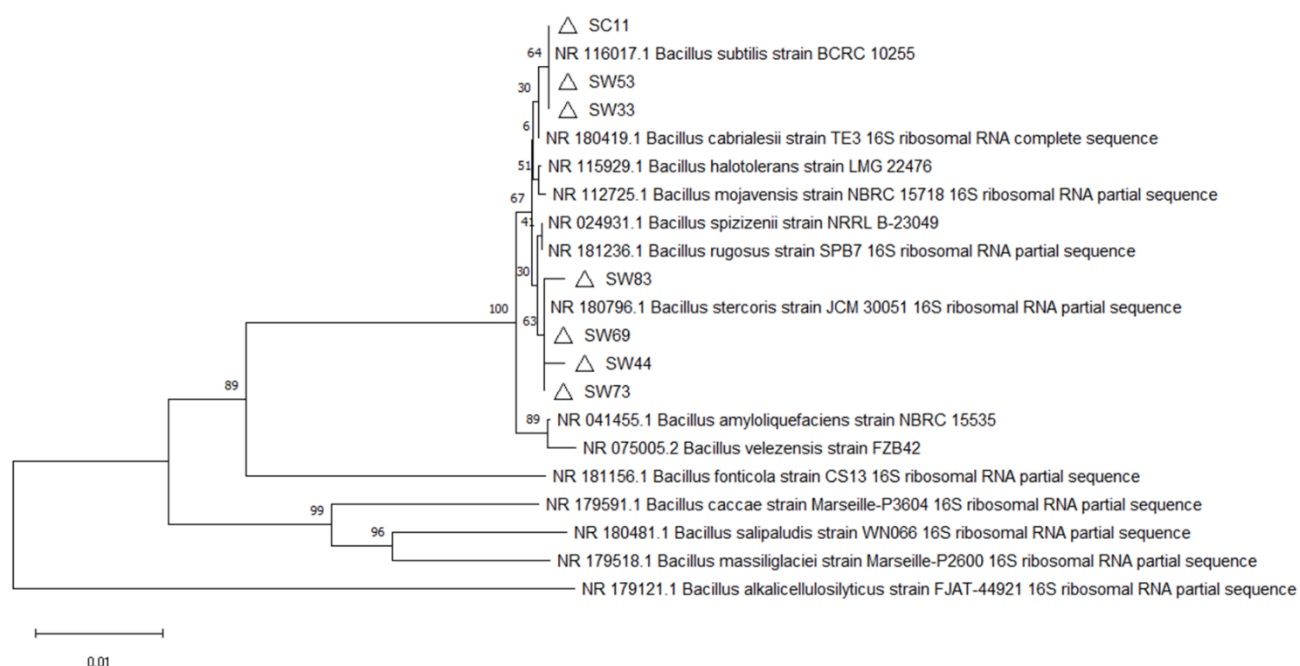 SC11
64
NR 116017.1 Bacillus subtilis strain BCRC 10255
30
SW53
SW33
6
NR 180419.1 Bacillus cabrialesii strain TE3 16S ribosomal RNA complete sequence
51
NR 115929.1 Bacillus halotolerans strain LMG 22476
67
NR 112725.1 Bacillus mojavensis strain NBRC 15718 16S ribosomal RNA partial sequence
41
NR 024931.1 Bacillus spizizenii strain NRRL B-23049
NR 181236.1 Bacillus rugosus strain SPB7 16S ribosomal RNA partial sequence
30
SW83
100
NR 180796.1 Bacillus stercoris strain JCM 30051 16S ribosomal RNA partial sequence
63
SW69
SW44
89
SW73
89
NR 041455.1 Bacillus amyloliquefaciens strain NBRC 15535
NR 075005.2 Bacillus velezensis strain FZB42
NR 181156.1 Bacillus fonticola strain CS13 16S ribosomal RNA partial sequence
99
NR 179591.1 Bacillus caccae strain Marseille-P3604 16S ribosomal RNA partial sequence
96
NR 180481.1 Bacillus salipaludis strain WN066 16S ribosomal RNA partial sequence
NR 179518.1 Bacillus massiliglaciei strain Marseille-P2600 16S ribosomal RNA partial sequence
NR 179121.1 Bacillus alkalicellulosilyticus strain FJAT-44921 16S ribosomal RNA partial sequence
0.01